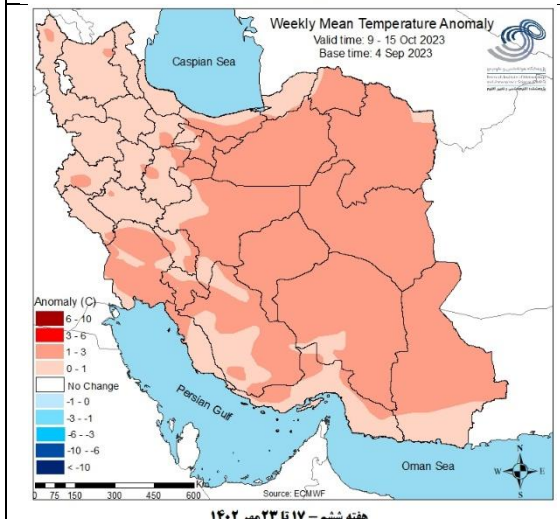 Weekly Mean Temperature Anomaly
Valid time: 9 - 15 Oct 2023
Base time: 4 Sep 2023
Caspian Sea
Anomaly (C)
6 - 10
3 - 6
1 - 3
0 - 1
No Change
-1 - 0
-3 - -1
-6 - -3
-10 - -6
< -10
Persian Gulf
Oman Sea
N
W
E
S
Km
0 75 150 300 450 600
Source: ECMWF
هفته ششم – ۱۷ تا ۲۳ مهر ۱۴۰۲